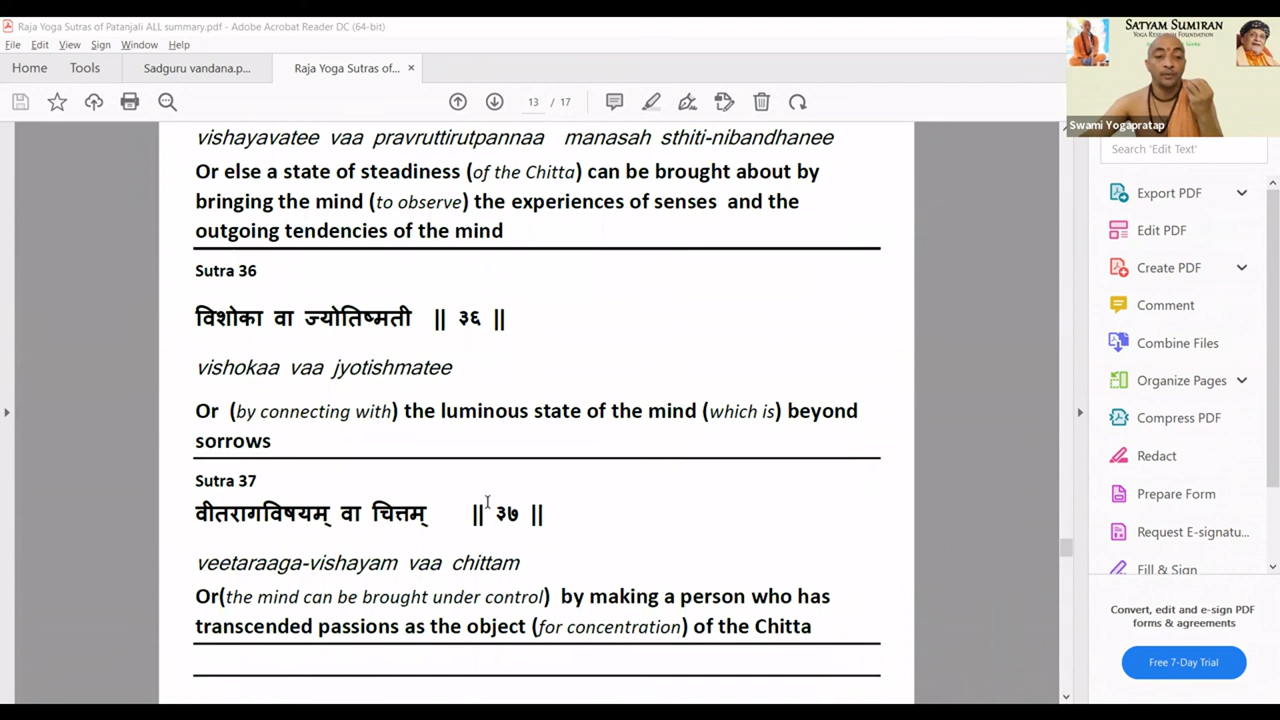 Raja Yoga Sutras of Patanjali ALL summary.pdf - Adobe Acrobat Reader DC (64-bit)
File Edit View Sign Window Help
Home Tools Sadguru vandana.p... Raja Yoga Sutras of... ×
13 / 17
SATYAM SUMIRAN
YOGA RESEARCH FOUNDATION
Swami Yogapratap
vishayavatee vaa pravruttirutpannaa manasah sthiti-nibandhanee
Or else a state of steadiness (of the Chitta) can be brought about by
bringing the mind (to observe) the experiences of senses and the
outgoing tendencies of the mind
Sutra 36
विशोका वा ज्योतिष्मती || ३६ ||
vishokaa vaa jyotishmatee
Or (by connecting with) the luminous state of the mind (which is) beyond
sorrows
Sutra 37
वीतरागविषयम् वा चित्तम् || ३७ ||
veetaraaga-vishayam vaa chittam
Or(the mind can be brought under control) by making a person who has
transcended passions as the object (for concentration) of the Chitta
Search 'Edit Text'
Export PDF
Edit PDF
Create PDF
Comment
Combine Files
Organize Pages
Compress PDF
Redact
Prepare Form
Request E-signatu...
Fill & Sign
Convert, edit and e-sign PDF
forms & agreements
Free 7-Day Trial